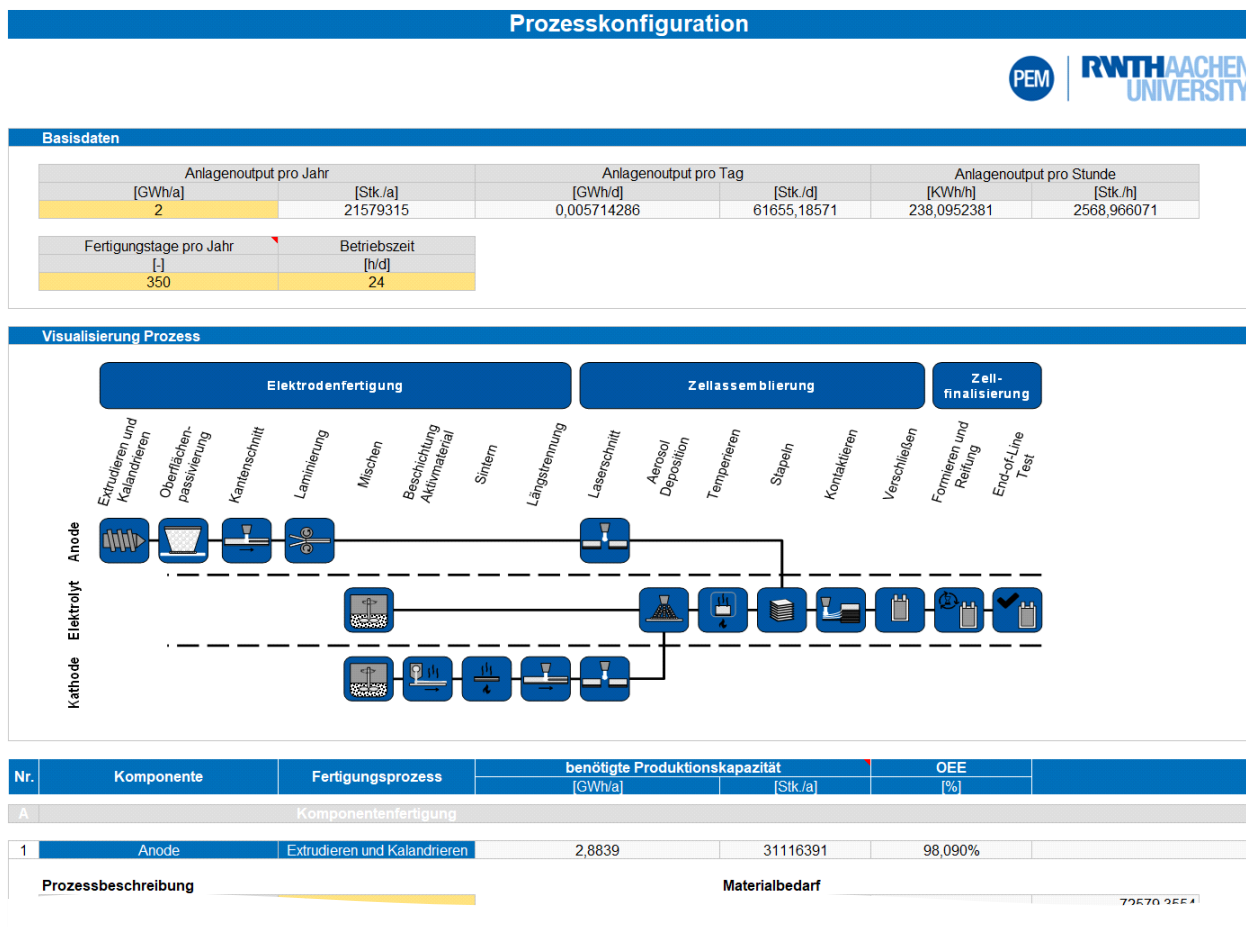 Prozesskonfiguration
PEM
RWTHAACHEN
UNIVERSITY
Basisdaten
Anlagenoutput pro Jahr Anlagenoutput pro Tag Anlagenoutput pro Stunde
[GWh/a] [Stk./a] [GWh/d] [Stk./d] [KWh/h] [Stk./h]
2 21579315 0,005714286 61655,18571 238,0952381 2568,966071
Fertigungstage pro Jahr Betriebszeit
[-] [h/d]
350 24
Visualisierung Prozess
Elektrodenfertigung Zellassemblierung Zell-
finalisierung
Extrudieren und
Kalandrieren
Oberflächen-
passivierung
Kantenschnitt
Laminierung
Mischen
Beschichtung
Aktivmaterial
Sintern
Längstrennung
Laserschnitt
Aerosol
Deposition
Temperieren
Stapeln
Kontaktieren
Verschließen
Formieren und
Reifung
End-of-Line
Test
Anode
Elektrolyt
Kathode
Nr. Komponente Fertigungsprozess benötigte Produktionskapazität OEE
[GWh/a] [Stk./a] [%]
A Komponentenfertigung
1 Anode Extrudieren und Kalandrieren 2,8839 31116391 98,090%
Prozessbeschreibung Materialbedarf
72579,3554